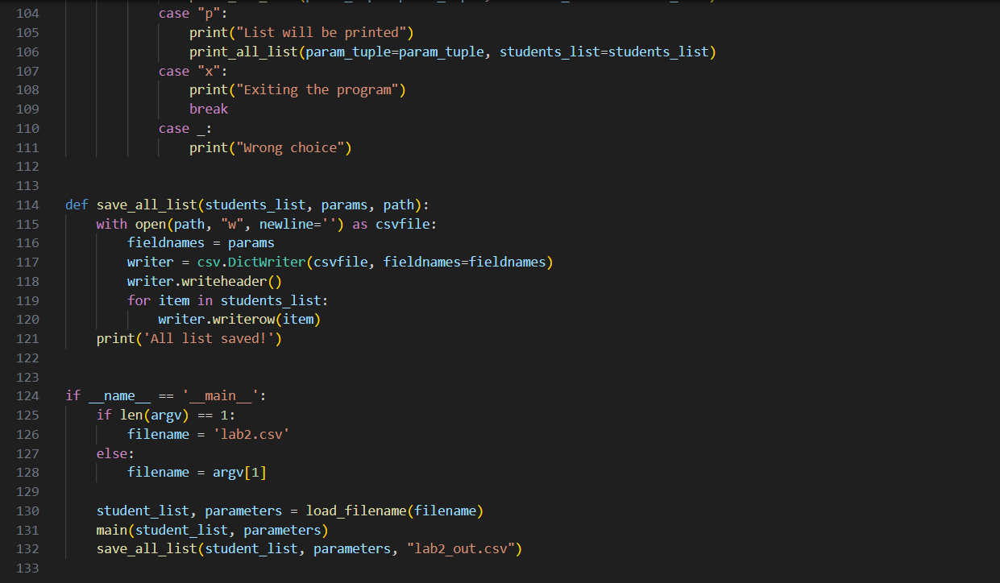 104 case "p":
105 print("List will be printed")
106 print_all_list(param_tuple=param_tuple, students_list=students_list)
107 case "x":
108 print("Exiting the program")
109 break
110 case _:
111 print("Wrong choice")
112
113
114 def save_all_list(students_list, params, path):
115 with open(path, "w", newline='') as csvfile:
116 fieldnames = params
117 writer = csv.DictWriter(csvfile, fieldnames=fieldnames)
118 writer.writeheader()
119 for item in students_list:
120 writer.writerow(item)
121 print('All list saved!')
122
123
124 if __name__ == '__main__':
125 if len(argv) == 1:
126 filename = 'lab2.csv'
127 else:
128 filename = argv[1]
129
130 student_list, parameters = load_filename(filename)
131 main(student_list, parameters)
132 save_all_list(student_list, parameters, "lab2_out.csv")
133